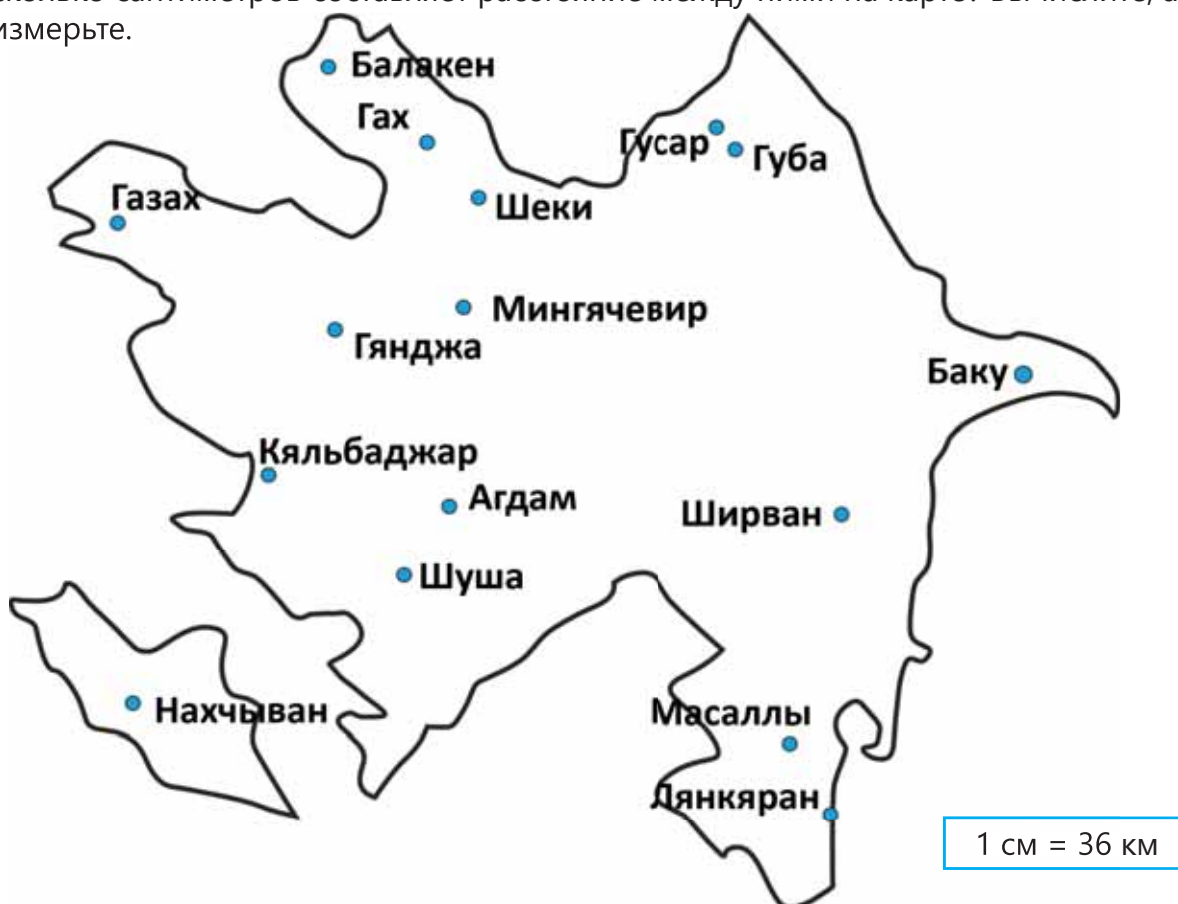 измерьте.
Балакен
Гах
Гусар
Губа
Газах
Шеки
Мингячевир
Гянджа
Баку
Кяльбаджар
Агдам
Ширван
Шуша
Нахчыван
Масаллы
Лянкяран
1 см = 36 км